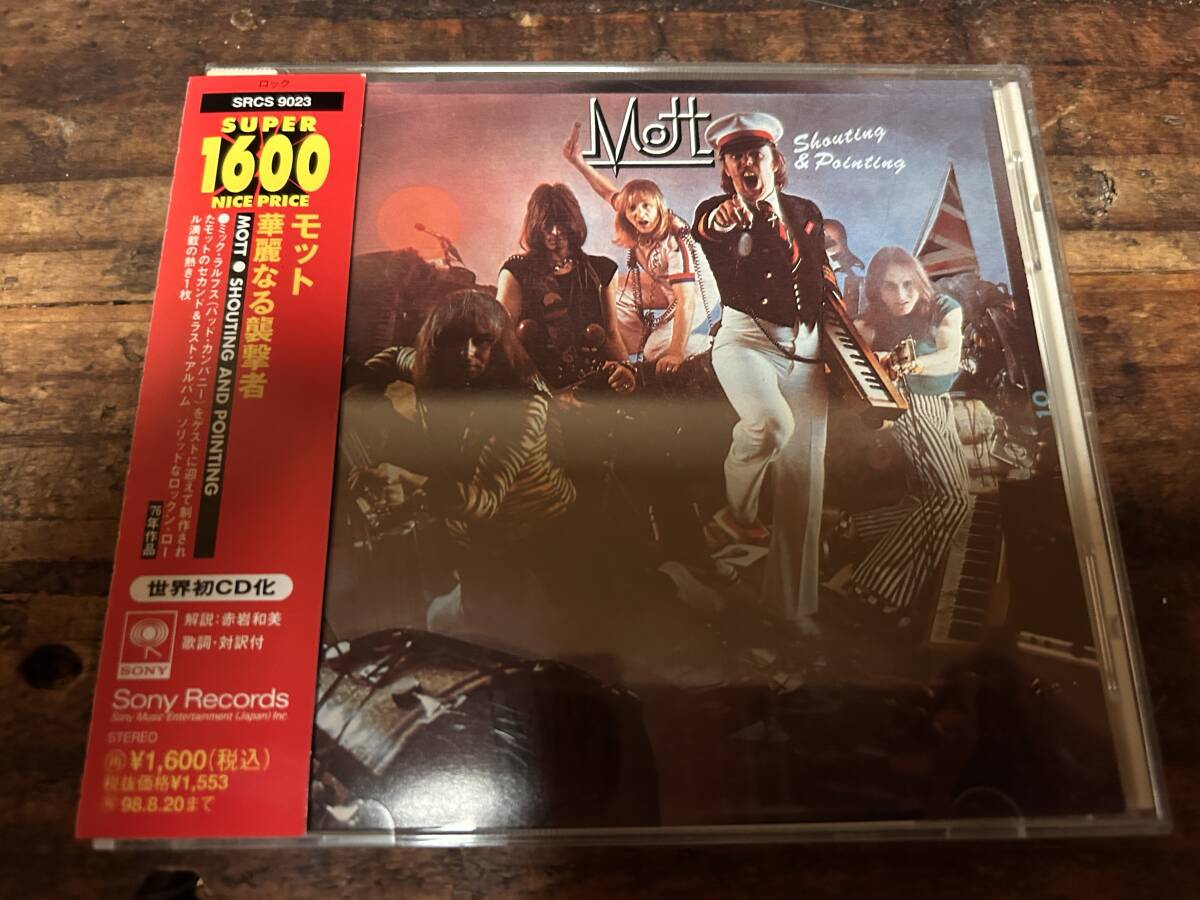 ロック
SRCS 9023
SUPER
1600
NICE PRICE
モット
華麗なる襲撃者
MOTT ● SHOUTING AND POINTING
●ミック・ラルフス(バッド・カンパニー)をゲストに迎えて制作され
たモットのセカンド&ラスト・アルバム ソリッドなロックン・ロー
ル満載の熱き1枚
'76年作品
世界初CD化
解説:赤岩和美
歌詞・対訳付
SONY
Sony Records
Sony Music Entertainment (Japan) Inc.
STEREO
再 ¥1,600(税込)
税抜価格¥1,553
98.8.20まで
Mott
Shouting
& Pointing
10